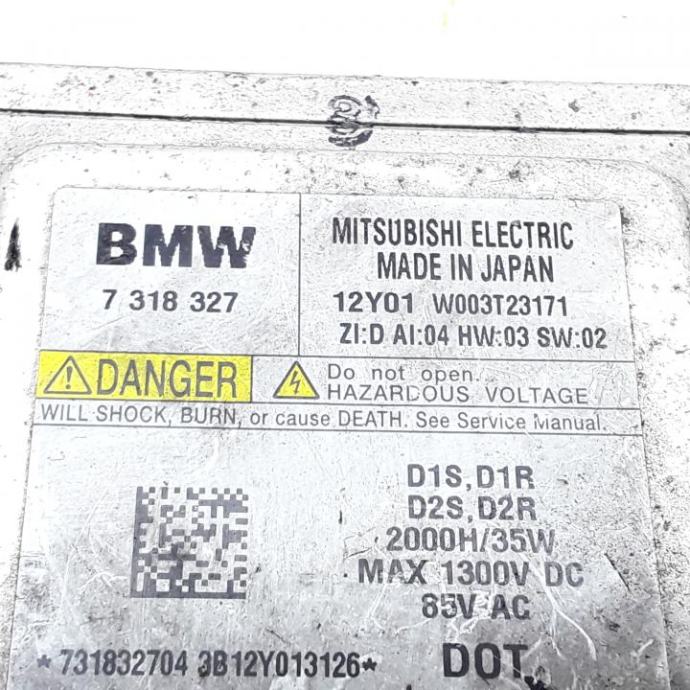 BMW
7 318 327
MITSUBISHI ELECTRIC
MADE IN JAPAN
12Y01 W003T23171
ZI:D AI:04 HW:03 SW:02
DANGER
Do not open.
HAZARDOUS VOLTAGE
WILL SHOCK, BURN, or cause DEATH. See Service Manual.
D1S, D1R
D2S, D2R
2000H/35W
MAX 1300V DC
85V AC
*731832704 3B12Y013126*
DOT